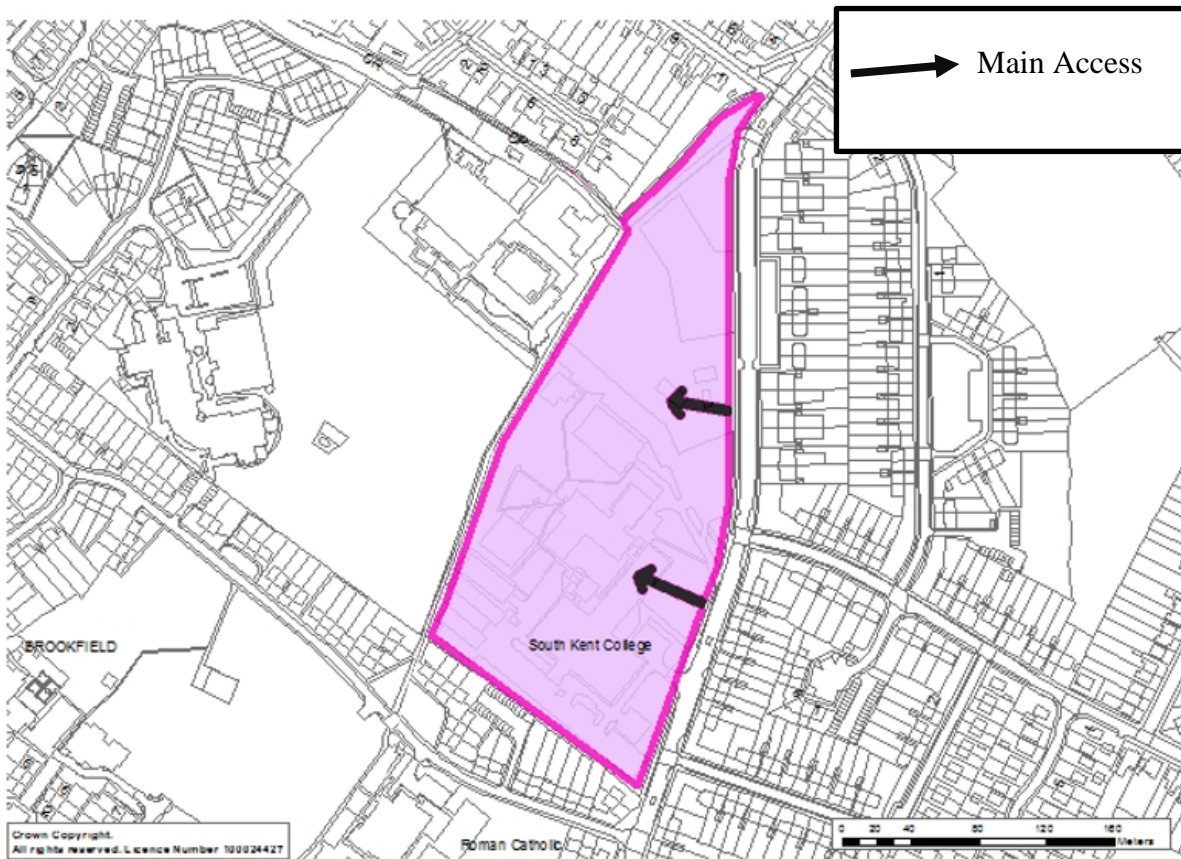 Main Access
South Kent College
BROOKFIELD
Crown Copyright.
All rights reserved. Licence Number 100024427
Roman Catholic
0 20 40 80 120 160
Meters